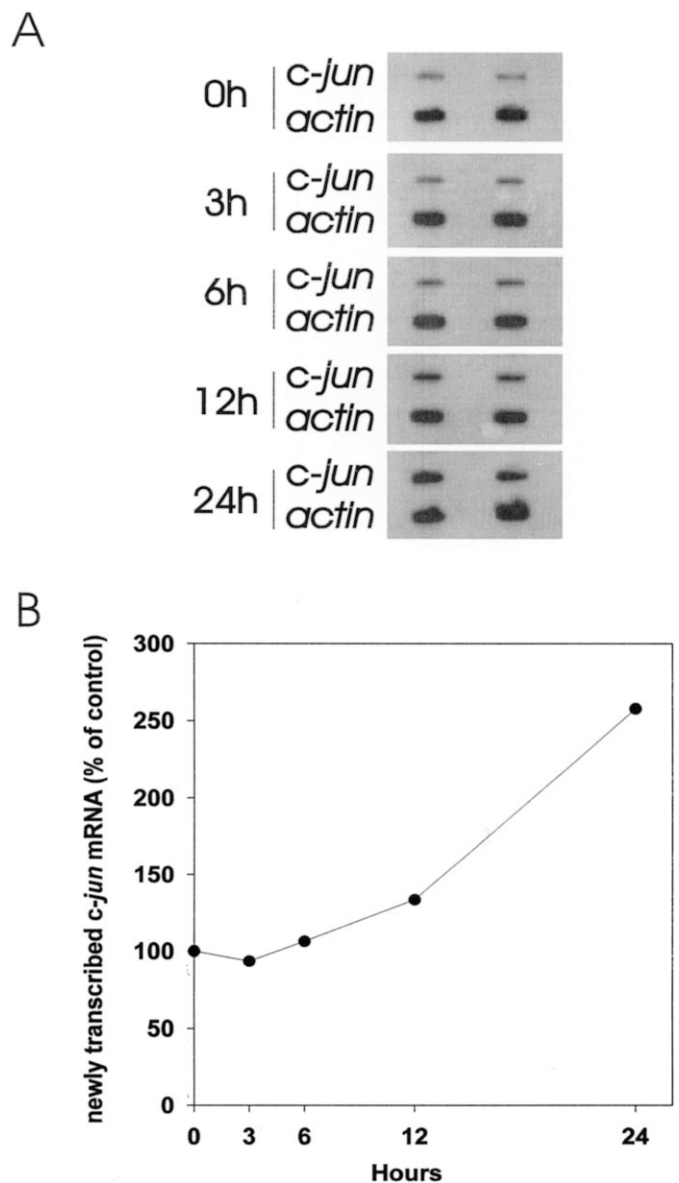 A
0h
c-jun
actin
3h
c-jun
actin
6h
c-jun
actin
12h
c-jun
actin
24h
c-jun
actin
B
newly transcribed c-jun mRNA (% of control)
300
250
200
150
100
50
0
0 3 6 12 24
Hours